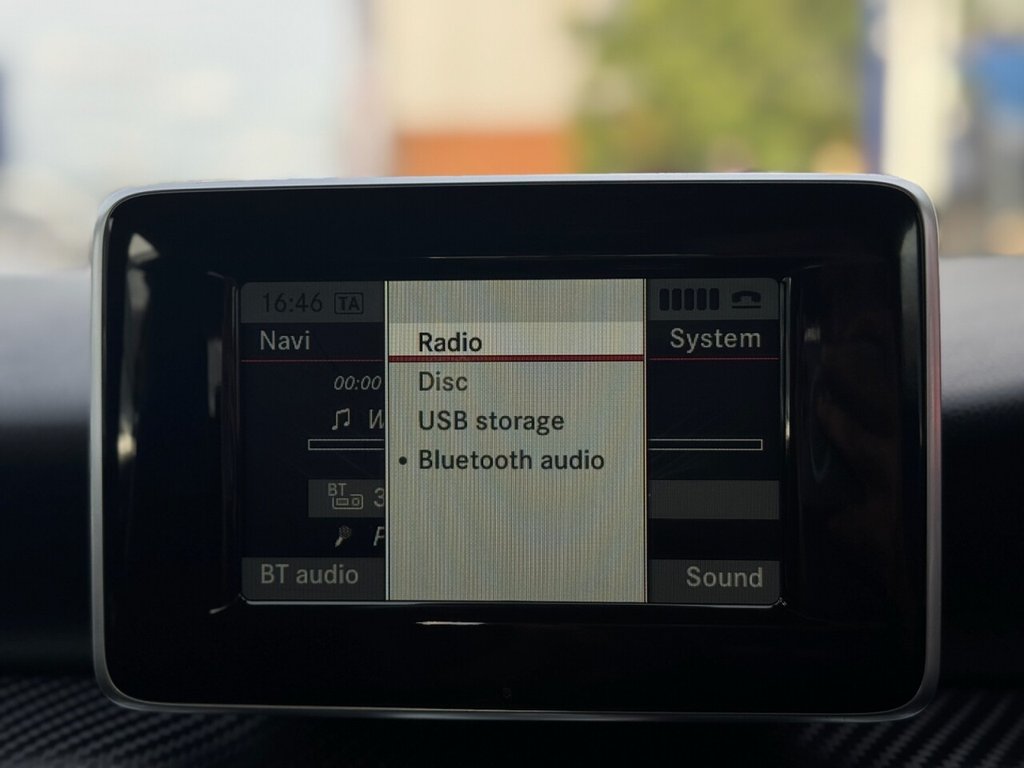 16:46 TA
Navi
Radio
System
00:00
Disc
USB storage
Bluetooth audio
BT
BT audio
Sound